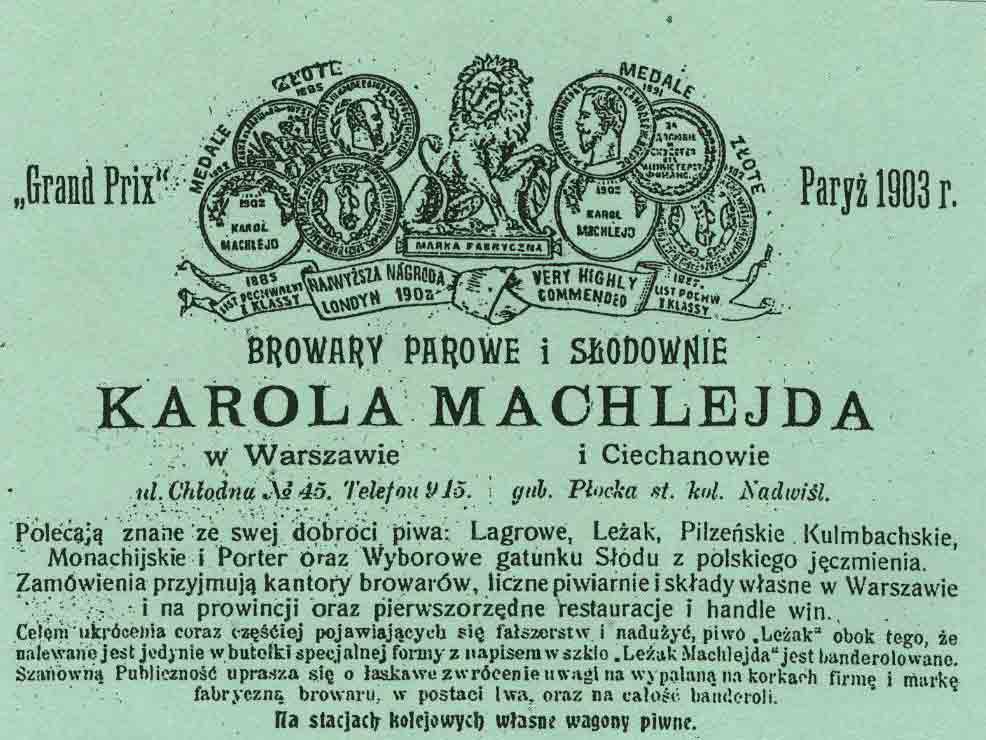 MEDALE ZŁOTE
1885
MEDALE ZŁOTE
1891
„Grand Prix“
Paryż 1903 r.
1902
KAROL
MACHLEJD
1902
KAROL
MACHLEJD
ZA
MARKA FABRYCZNA
1885
LIST POCHWALNY
I KLASSY
NAJWYŻSZA NAGRODA
LONDYN 1902
VERY HIGHLY
COMMENDED
LIST POCHW
I KLASSY
BROWARY PAROWE i SŁODOWNIE
KAROLA MACHLEJDA
w Warszawie i Ciechanowie
ul. Chłodna № 45. Telefon 915. gub. Płocka st. kol. Nadwiśl.
Polecają znane ze swej dobroci piwa: Lagrowe, Leżak, Pilzeńskie Kulmbachskie,
Monachijskie i Porter oraz Wyborowe gatunku Słodu z polskiego jęczmienia.
Zamówienia przyjmują kantory browarów, liczne piwiarnie i składy własne w Warszawie
i na prowincji oraz pierwszorzędne restauracje i handle win.
Celem ukrócenia coraz częściej pojawiających się fałszerstw i nadużyć, piwo „Leżak“ obok tego, że
nalewane jest jedynie w butelki specjalnej formy z napisem w szkło „Leżak Machlejda“ jest banderolowane.
Szanowną Publiczność uprasza się o łaskawe zwrócenie uwagi na wypalaną na korkach firmę i markę
fabryczną browaru, w postaci lwa, oraz na całość banderoli.
Na stacjach kolejowych własne wagony piwne.